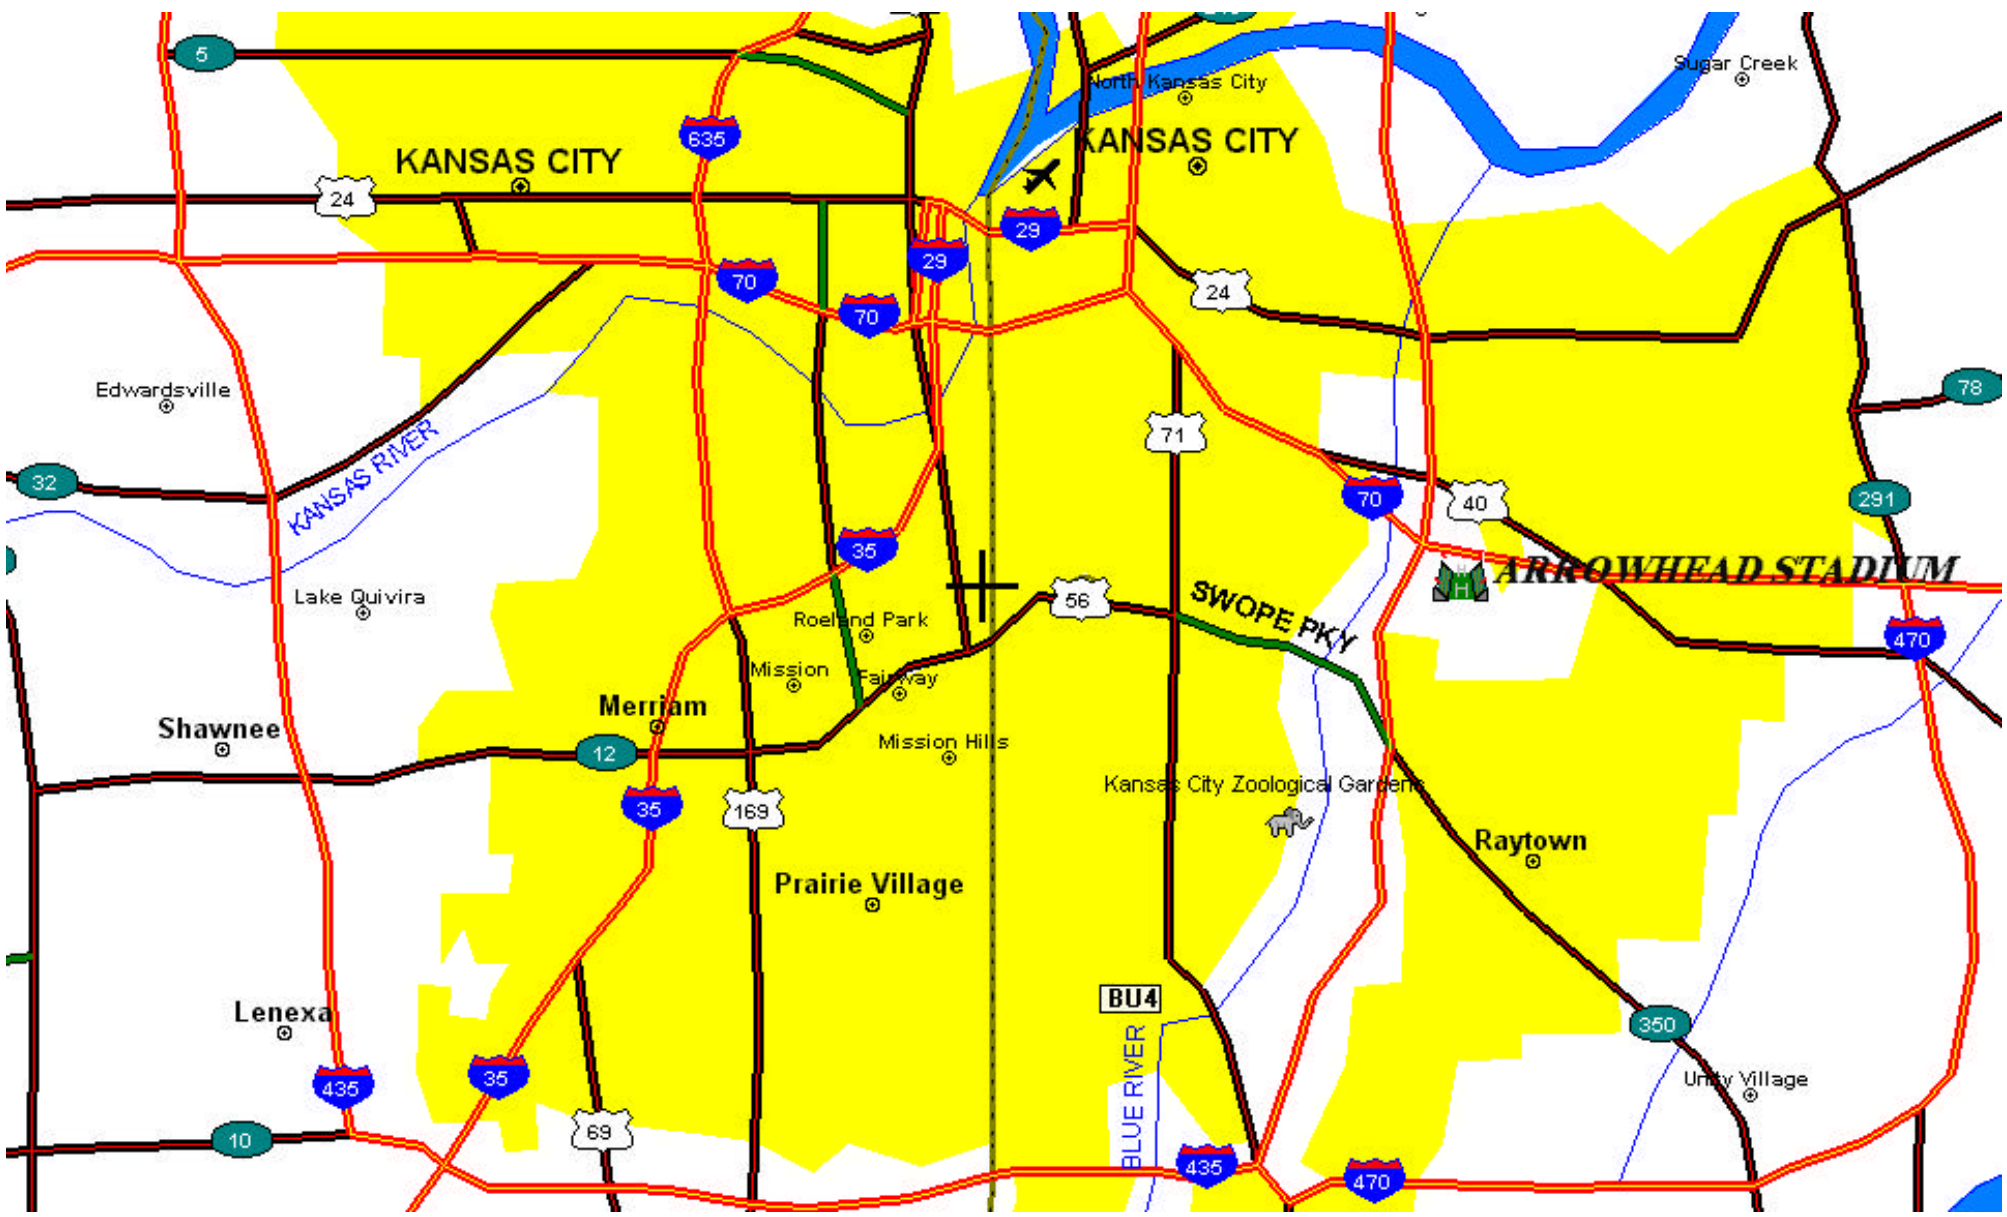 5
Sugar Creek
North Kansas City
635
KANSAS CITY
KANSAS CITY
24
29
29
70
24
70
Edwardsville
78
71
KANSAS RIVER
32
70
40
291
35
ARROWHEAD STADIUM
H
H
Lake Quivira
56
SWOPE PKY
Roeland Park
470
Mission
Fairway
Merriam
Shawnee
Mission Hills
12
Kansas City Zoological Gardens
35
169
Raytown
Prairie Village
BU4
Lenexa
350
35
Unity Village
435
BLUE RIVER
69
10
435
470